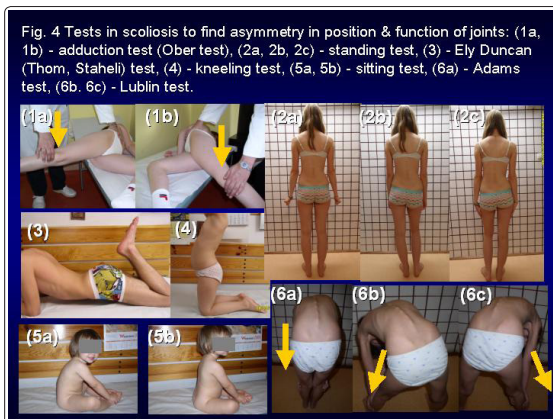 Fig. 4 Tests in scoliosis to find asymmetry in position & function of joints: (1a,
1b) - adduction test (Ober test), (2a, 2b, 2c) - standing test, (3) - Ely Duncan
(Thom, Staheli) test, (4) - kneeling test, (5a, 5b) - sitting test, (6a) - Adams
test, (6b. 6c) - Lublin test.
(1a)
(1b)
(2a)
(2b)
(2c)
(3)
(4)
(6a)
(6b)
(6c)
(5a)
(5b)